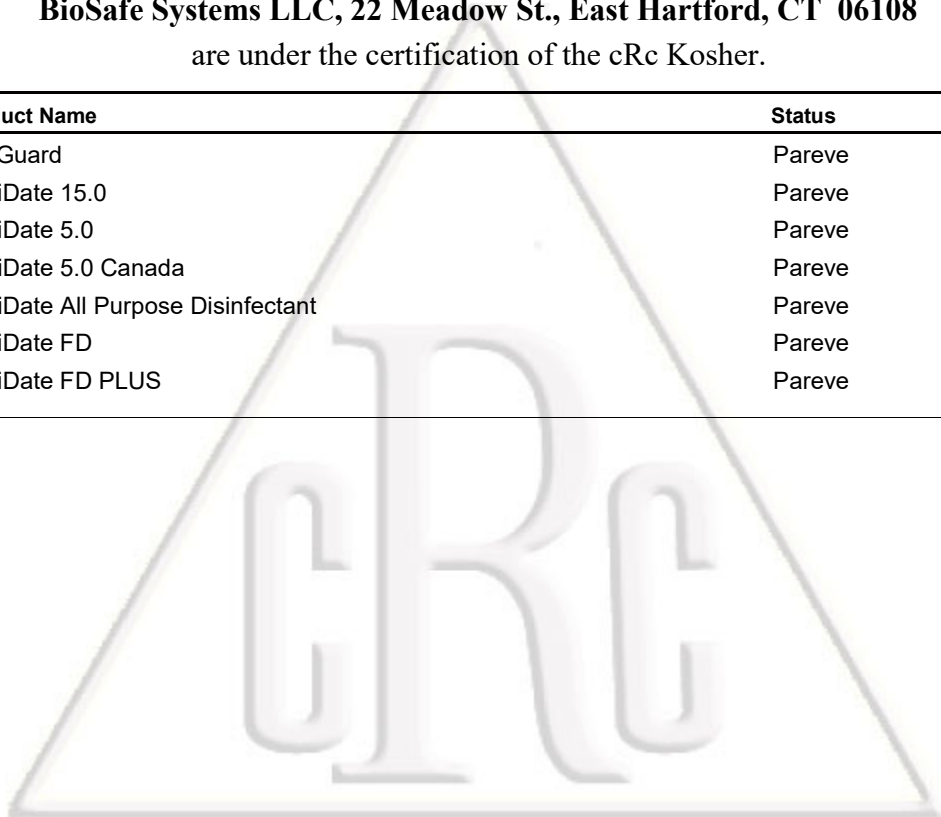 BioSafe Systems LLC, 22 Meadow St., East Hartford, CT 06108
are under the certification of the cRc Kosher.
uct Name Status
Guard Pareve
iDate 15.0 Pareve
iDate 5.0 Pareve
iDate 5.0 Canada Pareve
iDate All Purpose Disinfectant Pareve
iDate FD Pareve
iDate FD PLUS Pareve
cRc